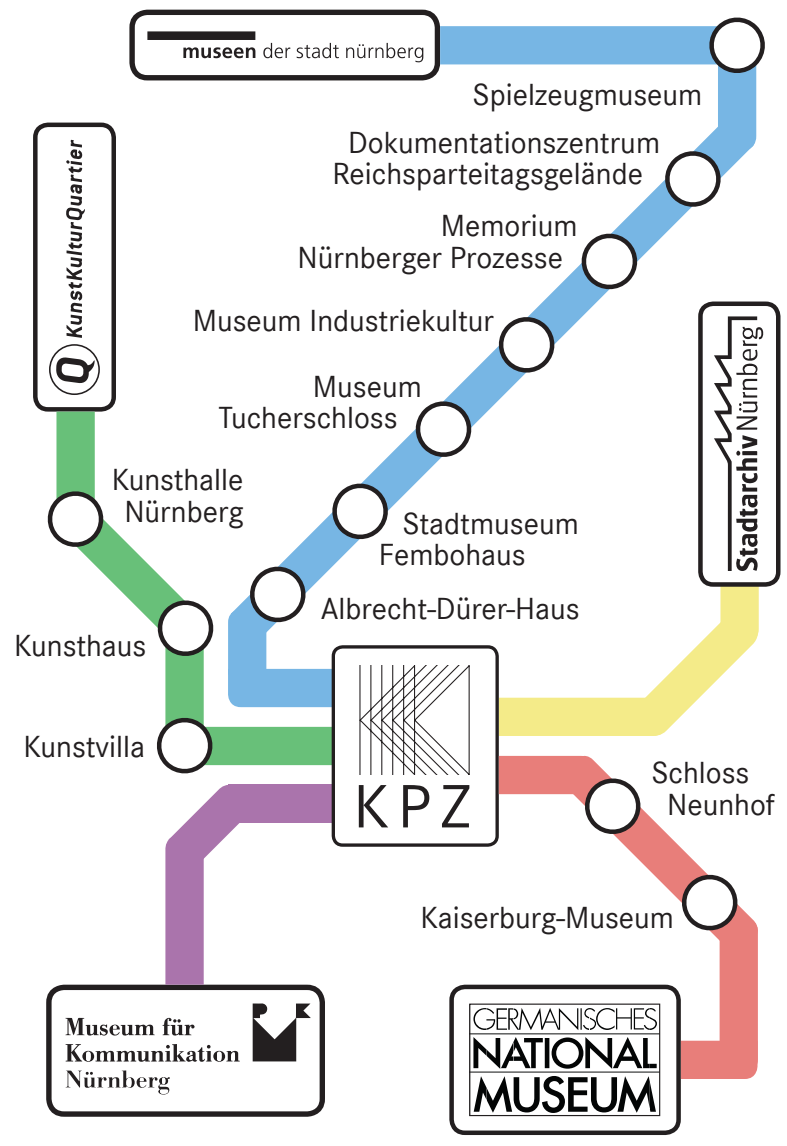 museen der stadt nürnberg
Spielzeugmuseum
Dokumentationszentrum
Reichsparteitagsgelände
Memorium
Nürnberger Prozesse
Museum Industriekultur
Museum
Tucherschloss
Stadtmuseum
Fembohaus
Albrecht-Dürer-Haus
Q KunstKulturQuartier
Kunsthalle
Nürnberg
Kunsthaus
Kunstvilla
Stadtarchiv Nürnberg
KPZ
Schloss
Neunhof
Kaiserburg-Museum
Museum für
Kommunikation
Nürnberg
P K
GERMANISCHES
NATIONAL
MUSEUM